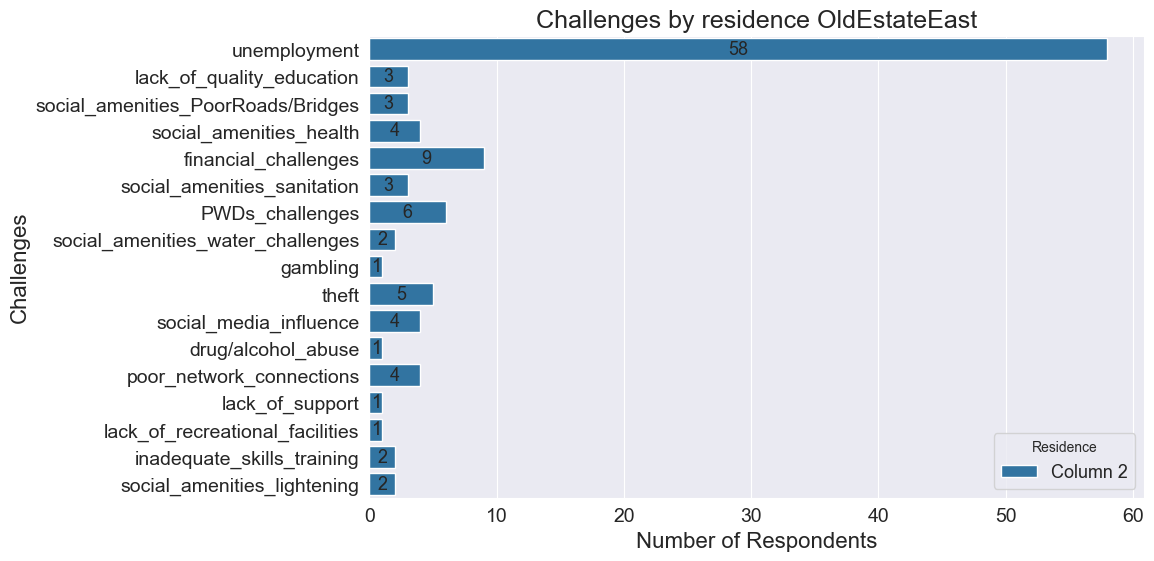 Challenges by residence OldEstateEast
unemployment 58
lack_of_quality_education 3
social_amenities_PoorRoads/Bridges 3
social_amenities_health 4
financial_challenges 9
social_amenities_sanitation 3
PWDs_challenges 6
social_amenities_water_challenges 2
gambling 1
theft 5
social_media_influence 4
drug/alcohol_abuse 1
poor_network_connections 4
lack_of_support 1
lack_of_recreational_facilities 1
inadequate_skills_training 2
social_amenities_lightening 2
Challenges
Residence
Column 2
0 10 20 30 40 50 60
Number of Respondents